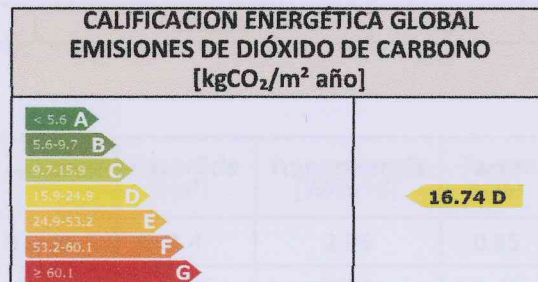 CALIFICACION ENERGÉTICA GLOBAL
EMISIONES DE DIÓXIDO DE CARBONO
[kgCO₂/m² año]
< 5.6 A
5.6-9.7 B
9.7-15.9 C
15.9-24.9 D
16.74 D
24.9-53.2 E
53.2-60.1 F
≥ 60.1 G